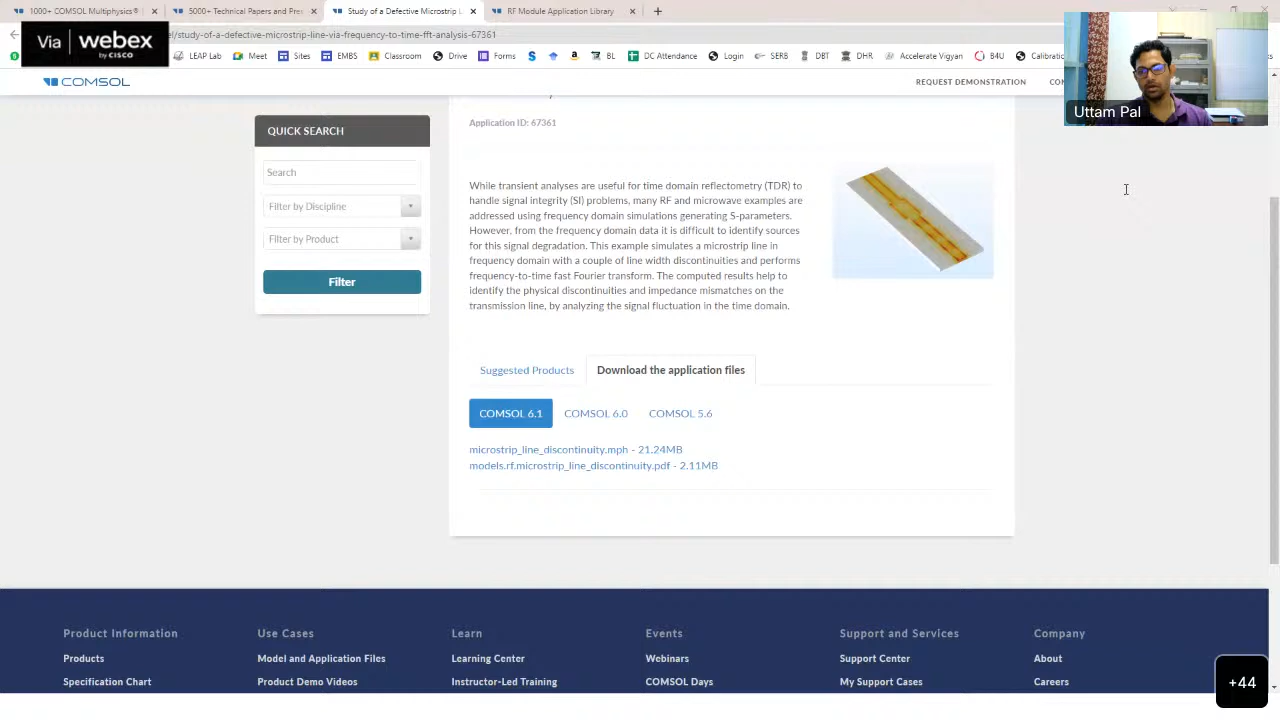 1000+ COMSOL Multiphysics®
5000+ Technical Papers and Pre
Study of a Defective Microstrip L
RF Module Application Library
Via webex
by CISCO
el/study-of-a-defective-microstrip-line-via-frequency-to-time-fft-analysis-67361
LEAP Lab
Meet
Sites
EMBS
Classroom
Drive
Forms
BL
DC Attendance
Login
SERB
DBT
DHR
Accelerate Vigyan
B4U
Calibratio
COMSOL
REQUEST DEMONSTRATION
CON
Uttam Pal
QUICK SEARCH
Search
Filter by Discipline
Filter by Product
Filter
Application ID: 67361
While transient analyses are useful for time domain reflectometry (TDR) to
handle signal integrity (SI) problems, many RF and microwave examples are
addressed using frequency domain simulations generating S-parameters.
However, from the frequency domain data it is difficult to identify sources
for this signal degradation. This example simulates a microstrip line in
frequency domain with a couple of line width discontinuities and performs
frequency-to-time fast Fourier transform. The computed results help to
identify the physical discontinuities and impedance mismatches on the
transmission line, by analyzing the signal fluctuation in the time domain.
Suggested Products
Download the application files
COMSOL 6.1
COMSOL 6.0
COMSOL 5.6
microstrip_line_discontinuity.mph - 21.24MB
models.rf.microstrip_line_discontinuity.pdf - 2.11MB
Product Information
Products
Specification Chart
Use Cases
Model and Application Files
Product Demo Videos
Learn
Learning Center
Instructor-Led Training
Events
Webinars
COMSOL Days
Support and Services
Support Center
My Support Cases
Company
About
Careers
+44